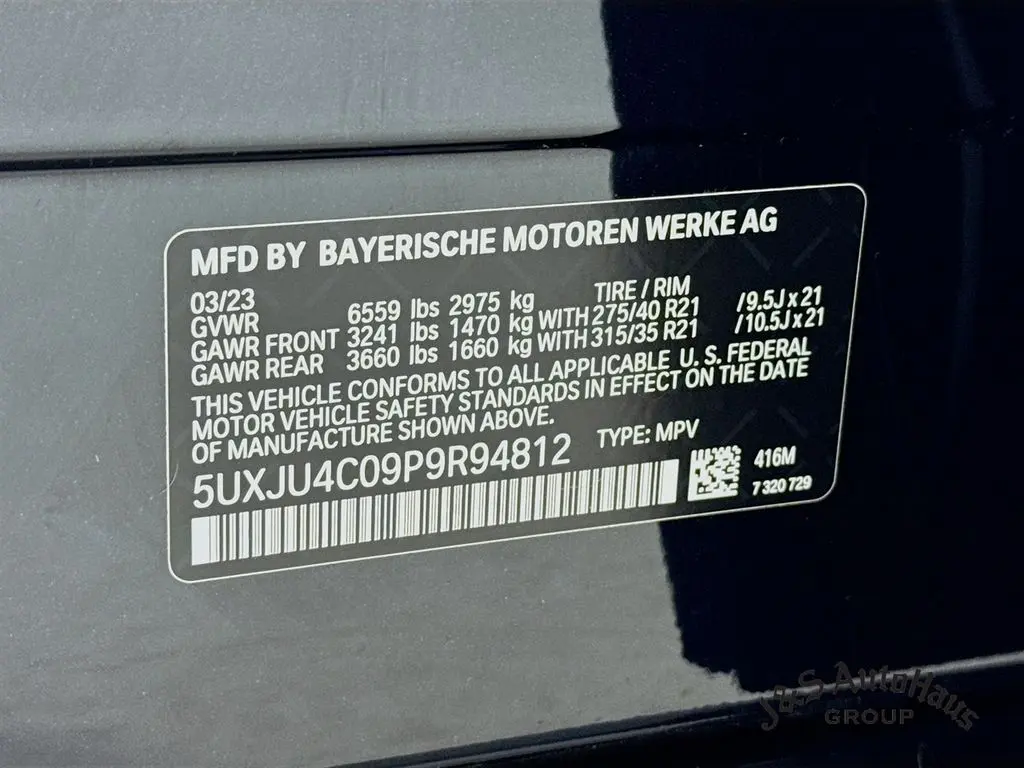 MFD BY BAYERISCHE MOTOREN WERKE AG
03/23 TIRE / RIM
GVWR 6559 lbs 2975 kg
GAWR FRONT 3241 lbs 1470 kg WITH 275/40 R21 /9.5J x 21
GAWR REAR 3660 lbs 1660 kg WITH 315/35 R21 /10.5J x 21
THIS VEHICLE CONFORMS TO ALL APPLICABLE U. S. FEDERAL
MOTOR VEHICLE SAFETY STANDARDS IN EFFECT ON THE DATE
OF MANUFACTURE SHOWN ABOVE.
5UXJU4C09P9R94812 TYPE: MPV
416M
7 320 729
J&S AutoHaus
GROUP